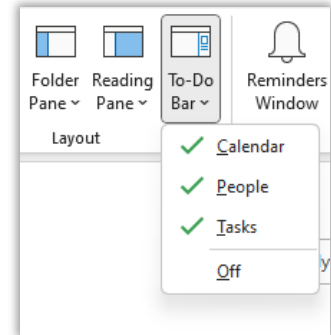 Folder Pane
Reading Pane
To-Do Bar
Reminders Window
Layout
Calendar
People
Tasks
Off
y